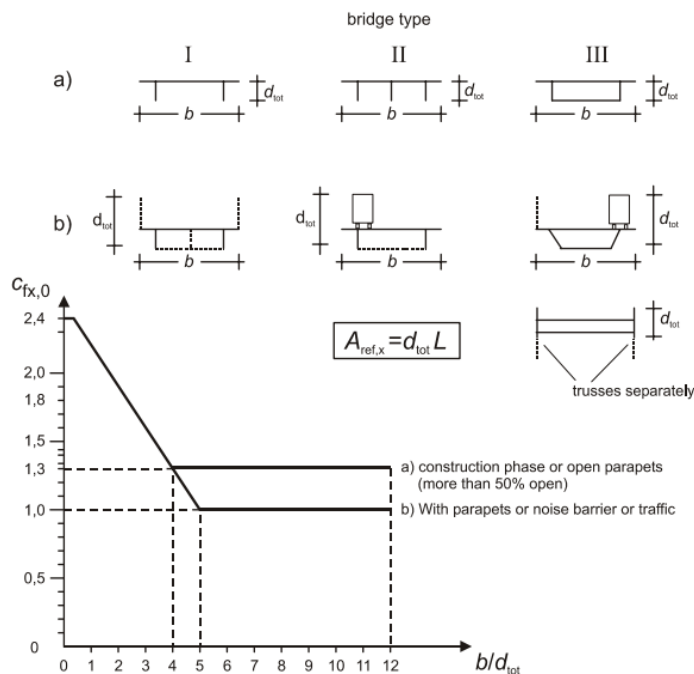 bridge type
I II III
a) d_tot d_tot d_tot
b b b
b) d_tot d_tot d_tot
b b b
c_fx,0
2,4
d_tot
A_ref,x = d_tot L
2,0
1,8
trusses separately
1,5
1,3
a) construction phase or open parapets
(more than 50% open)
1,0
b) With parapets or noise barrier or traffic
0,5
0
0 1 2 3 4 5 6 7 8 9 10 11 12 b/d_tot